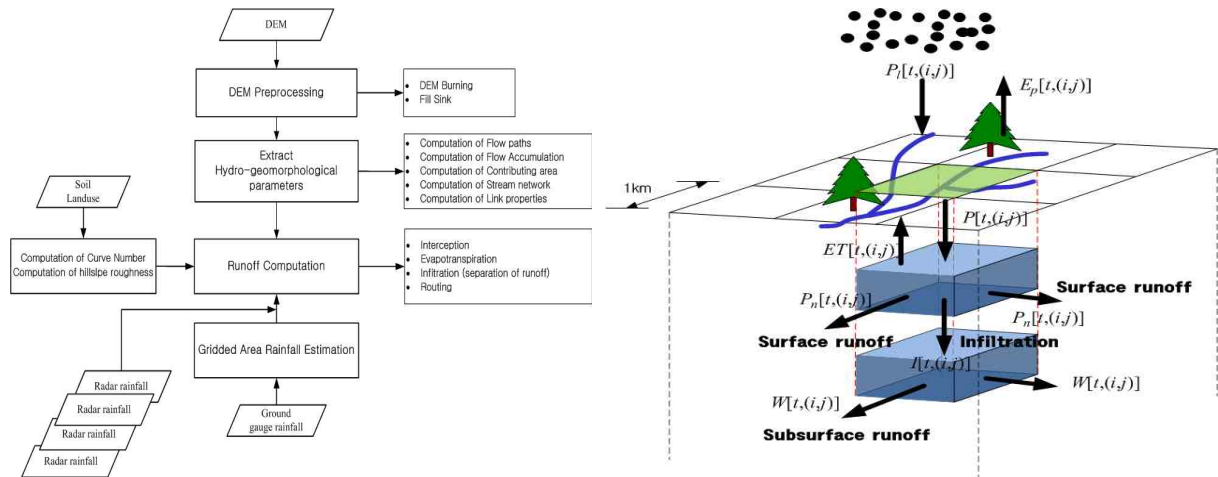 DEM
DEM Preprocessing
• DEM Burning
• Fill Sink
Extract
Hydro-geomorphological
parameters
• Computation of Flow paths
• Computation of Flow Accumulation
• Computation of Contributing area
• Computation of Stream network
• Computation of Link properties
Soil
Landuse
Computation of Curve Number
Computation of hillslpe roughness
Runoff Computation
• Interception
• Evapotranspiration
• Infitration (separation of runoff)
• Routing
Gridded Area Rainfall Estimation
Radar rainfall
Radar rainfall
Radar rainfall
Radar rainfall
Ground
gauge rainfall
P_l[t,(i,j)]
E_p[t,(i,j)]
1km
P[t,(i,j)]
ET[t,(i,j)]
P_n[t,(i,j)]
Surface runoff
P_n[t,(i,j)]
Surface runoff
Infiltration
I[t,(i,j)]
W[t,(i,j)]
W[t,(i,j)]
Subsurface runoff